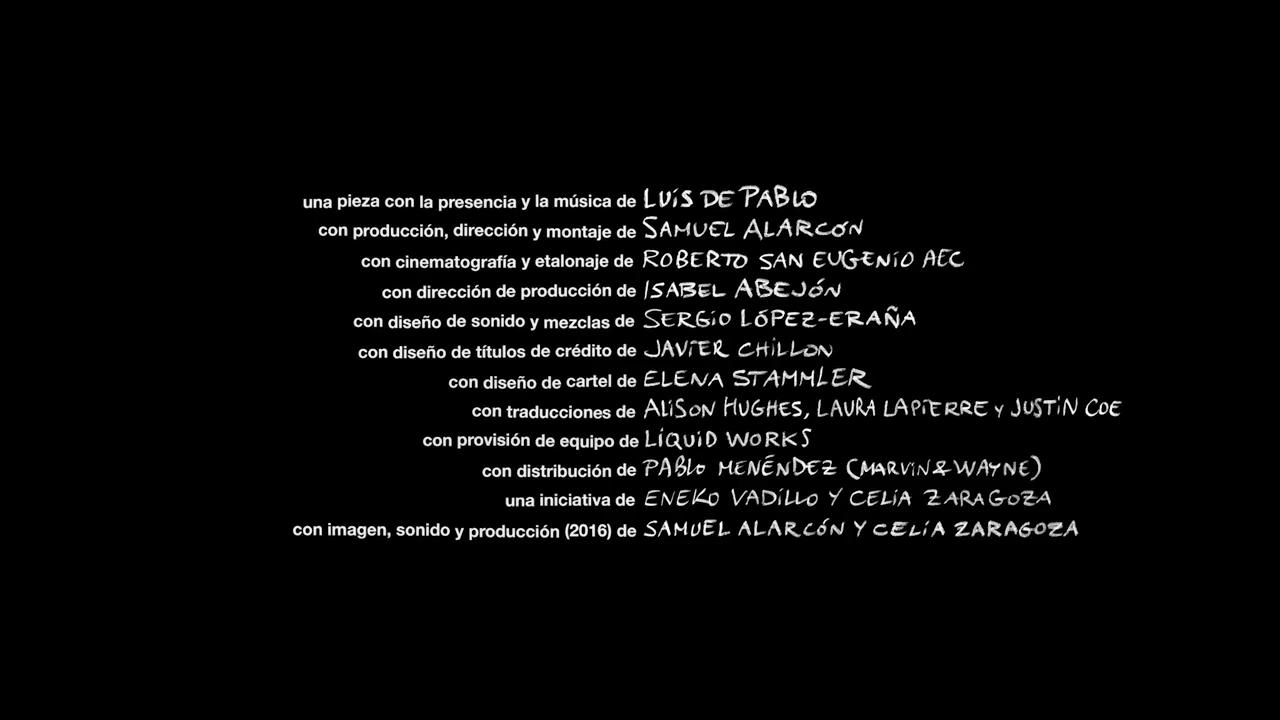 una pieza con la presencia y la música de LUIS DE PABLO
con producción, dirección y montaje de SAMUEL ALARCÓN
con cinematografía y etalonaje de ROBERTO SAN EUGENIO AEC
con dirección de producción de ISABEL ABEJÓN
con diseño de sonido y mezclas de SERGIO LÓPEZ-ERAÑA
con diseño de títulos de crédito de JAVIER CHILLON
con diseño de cartel de ELENA STAMMLER
con traducciones de ALISON HUGHES, LAURA LAPIERRE Y JUSTIN COE
con provisión de equipo de LIQUID WORKS
con distribución de PABLO MENÉNDEZ (MARVIN&WAYNE)
una iniciativa de ENEKO VADILLO Y CELIA ZARAGOZA
con imagen, sonido y producción (2016) de SAMUEL ALARCÓN Y CELIA ZARAGOZA